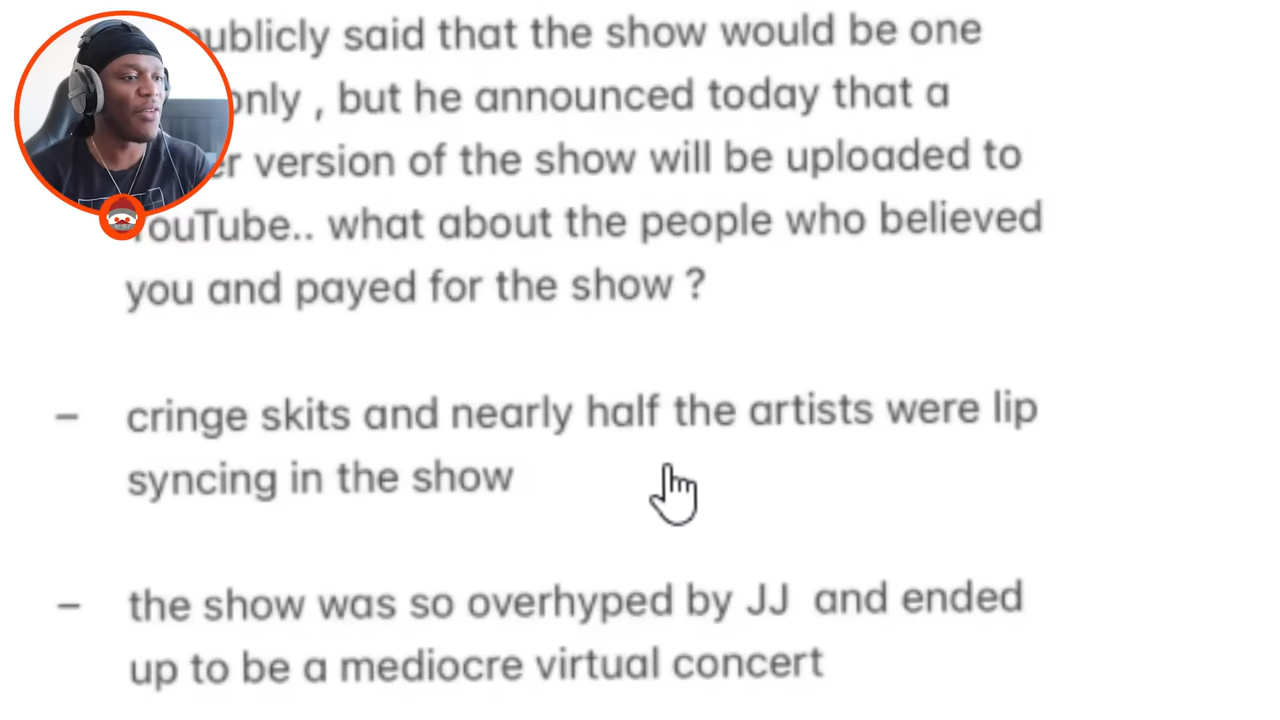 publicly said that the show would be one
only , but he announced today that a
version of the show will be uploaded to
YouTube.. what about the people who believed
you and payed for the show ?
– cringe skits and nearly half the artists were lip
syncing in the show
– the show was so overhyped by JJ and ended
up to be a mediocre virtual concert